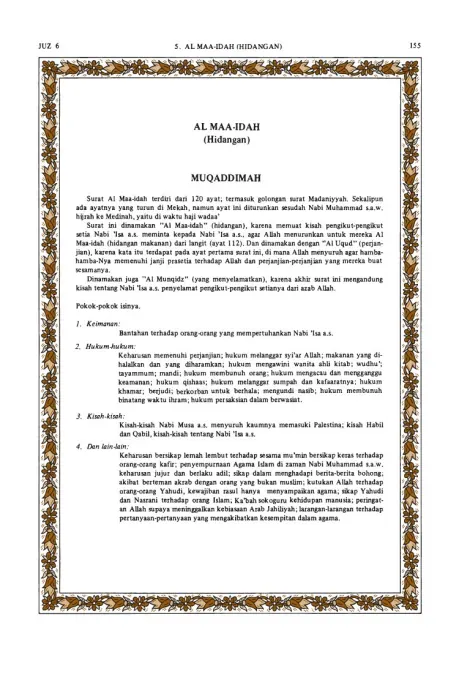 JUZ 6
5. AL MAA-IDAH (HIDANGAN)
155
AL MAA-IDAH
(Hidangan)
MUQADDIMAH
Surat Al Maa-idah terdiri dari 120 ayat; termasuk golongan surat Madaniyyah. Sekalipun
ada ayatnya yang turun di Mekah, namun ayat ini diturunkan sesudah Nabi Muhammad s.a.w.
hijrah ke Medinah, yaitu di waktu haji wadaa'
Surat ini dinamakan "Al Maa-idah" (hidangan), karena memuat kisah pengikut-pengikut
setia Nabi 'Isa a.s. meminta kepada Nabi 'Isa a.s., agar Allah menurunkan untuk mereka Al
Maa-idah (hidangan makanan) dari langit (ayat 112). Dan dinamakan dengan "Al Uqud" (perjan-
jian), karena kata itu terdapat pada ayat pertama surat ini, di mana Allah menyuruh agar hamba-
hamba-Nya memenuhi janji prasetia terhadap Allah dan perjanjian-perjanjian yang mereka buat
sesamanya.
Dinamakan juga "Al Munqidz" (yang menyelamatkan), karena akhir surat ini mengandung
kisah tentang Nabi 'Isa a.s. penyelamat pengikut-pengikut setianya dari azab Allah.
Pokok-pokok isinya.
1. Keimanan:
Bantahan terhadap orang-orang yang mempertuhankan Nabi 'Isa a.s.
2. Hukum-hukum:
Keharusan memenuhi perjanjian; hukum melanggar syi'ar Allah; makanan yang di-
halalkan dan yang diharamkan; hukum mengawini wanita ahli kitab; wudhu';
tayammum; mandi; hukum membunuh orang; hukum mengacau dan mengganggu
keamanan; hukum qishaas; hukum melanggar sumpah dan kafaaratnya; hukum
khamar; berjudi; berkorban untuk berhala; mengundi nasib; hukum membunuh
binatang waktu ihram; hukum persaksian dalam berwasiat.
3. Kisah-kisah:
Kisah-kisah Nabi Musa a.s. menyuruh kaumnya memasuki Palestina; kisah Habil
dan Qabil, kisah-kisah tentang Nabi 'Isa a.s.
4. Dan lain-lain:
Keharusan bersikap lemah lembut terhadap sesama mu'min bersikap keras terhadap
orang-orang kafir; penyempurnaan Agama Islam di zaman Nabi Muhammad s.a.w.
keharusan jujur dan berlaku adil; sikap dalam menghadapi berita-berita bohong;
akibat berteman akrab dengan orang yang bukan muslim; kutukan Allah terhadap
orang-orang Yahudi, kewajiban rasul hanya menyampaikan agama; sikap Yahudi
dan Nasrani terhadap orang Islam; Ka'bah sokoguru kehidupan manusia; peringat-
an Allah supaya meninggalkan kebiasaan Arab Jahiliyah; larangan-larangan terhadap
pertanyaan-pertanyaan yang mengakibatkan kesempitan dalam agama.